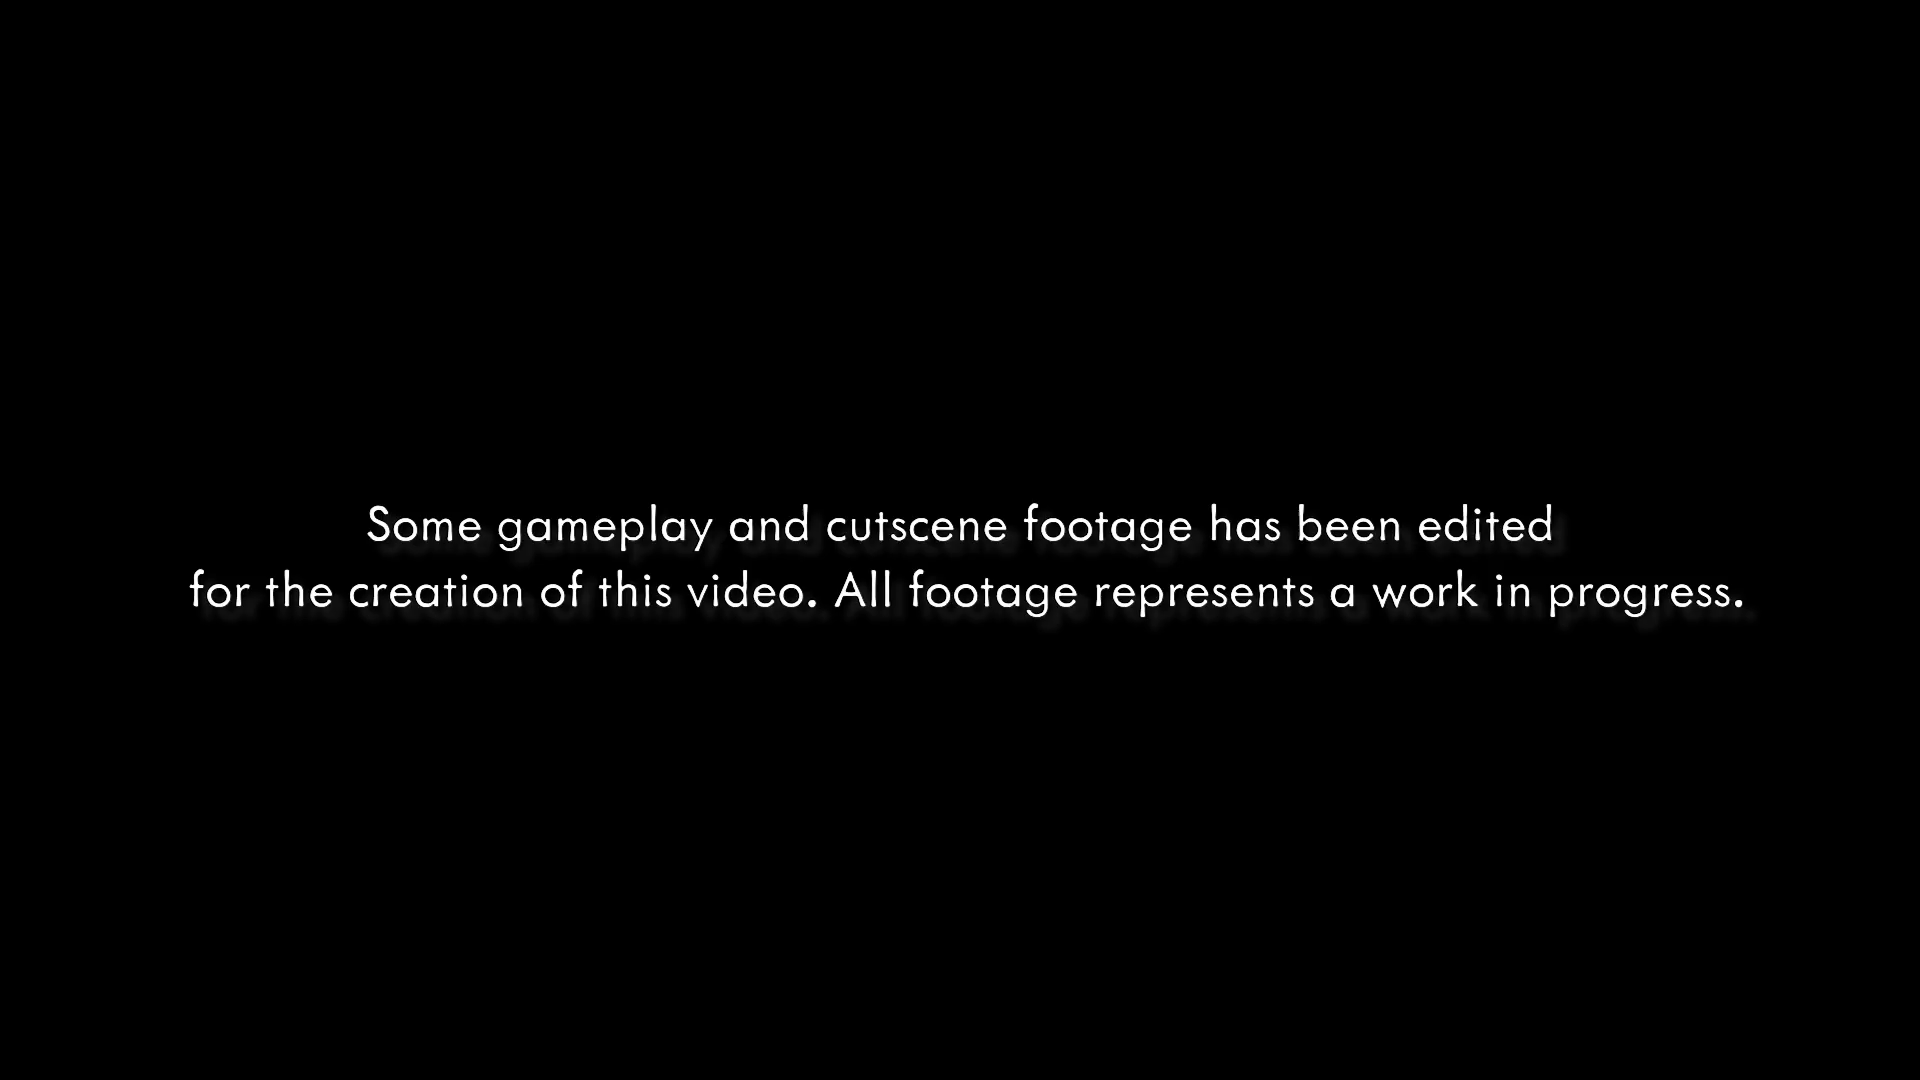 Some gameplay and cutscene footage has been edited
for the creation of this video. All footage represents a work in progress.